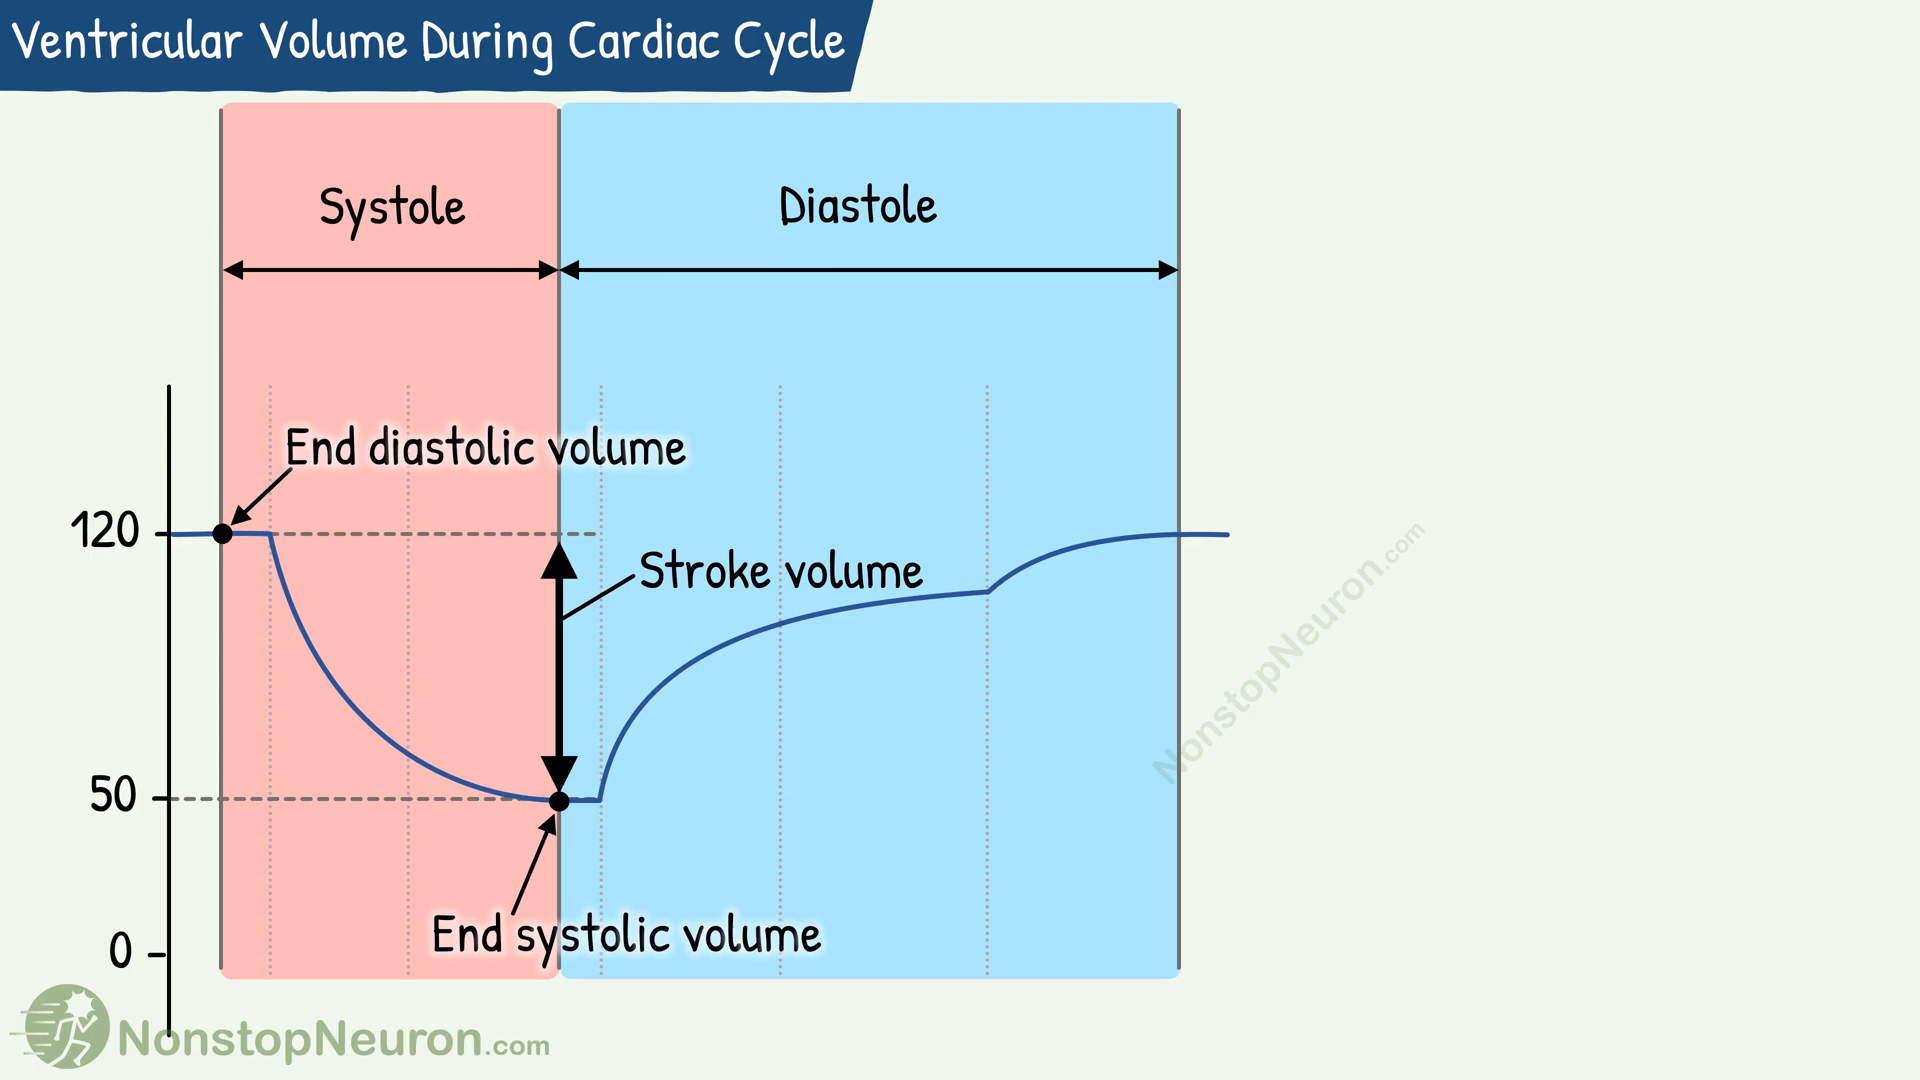 Ventricular Volume During Cardiac Cycle
Systole
Diastole
End diastolic volume
120
Stroke volume
50
End systolic volume
0
NonstopNeuron.com
NonstopNeuron.com